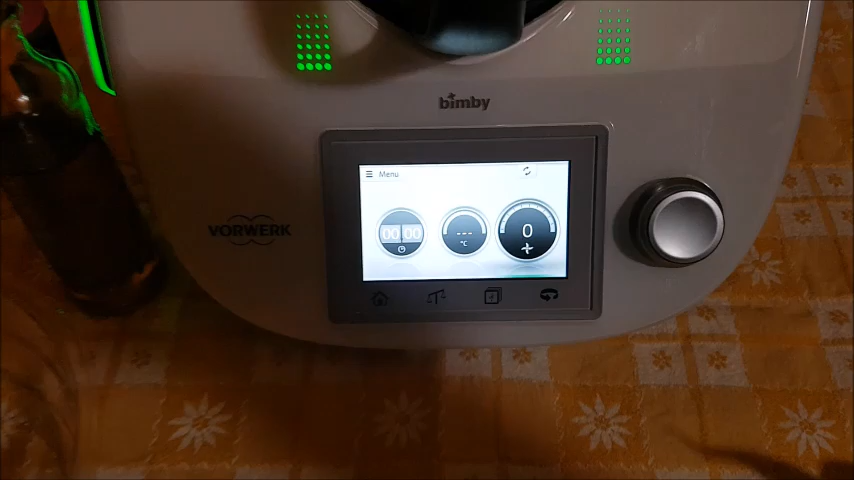 bimby
VORWERK
Menu
00 00
---
°C
0